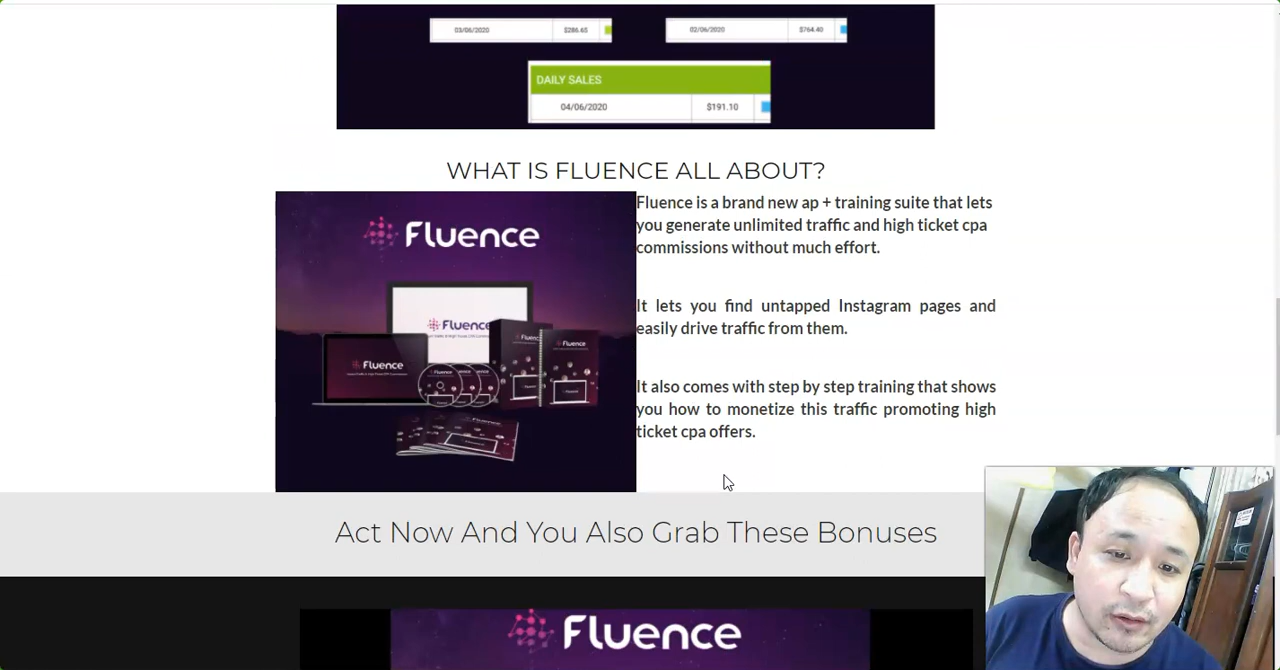 03/06/2020 $286.65
02/06/2020 $764.40
DAILY SALES
04/06/2020 $191.10
WHAT IS FLUENCE ALL ABOUT?
Fluence
Fluence
Fluence
Fluence
Fluence
Fluence is a brand new ap + training suite that lets
you generate unlimited traffic and high ticket cpa
commissions without much effort.
It lets you find untapped Instagram pages and
easily drive traffic from them.
It also comes with step by step training that shows
you how to monetize this traffic promoting high
ticket cpa offers.
Act Now And You Also Grab These Bonuses
Fluence